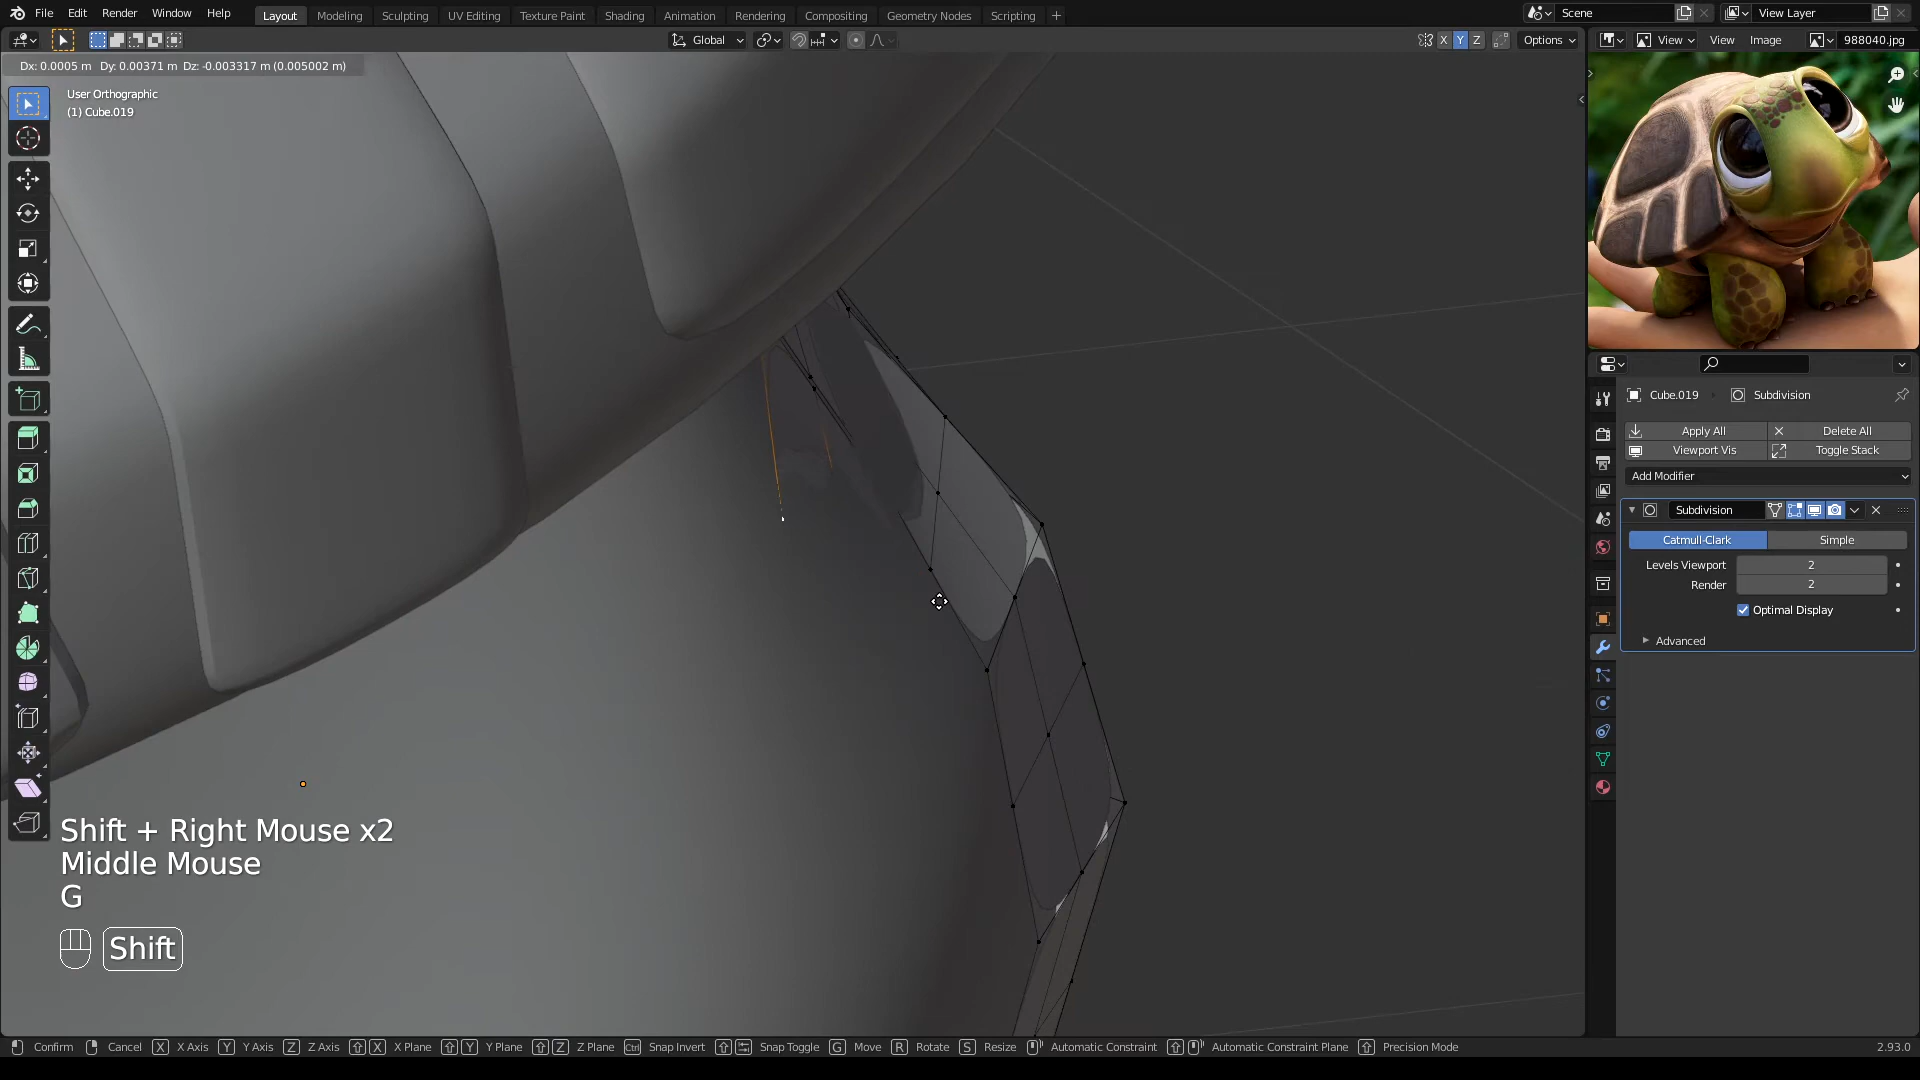 File Edit Render Window Help Layout Modeling Sculpting UV Editing Texture Paint Shading Animation Rendering Compositing Geometry Nodes Scripting + Scene View Layer
Global X Y Z Options View View Image 988040.jpg
Dx: 0.0005 m Dy: 0.00371 m Dz: -0.003317 m (0.005002 m)
User Orthographic
(1) Cube.019
Cube.019 Subdivision
Apply All Delete All
Viewport Vis Toggle Stack
Add Modifier
Subdivision
Catmull-Clark Simple
Levels Viewport 2
Render 2
Optimal Display
Advanced
Shift + Right Mouse x2
Middle Mouse
G
Shift
Confirm Cancel X X Axis Y Y Axis Z Z Axis X X Plane Y Y Plane Z Z Plane Ctrl Snap Invert Snap Toggle G Move R Rotate S Resize Automatic Constraint Automatic Constraint Plane Precision Mode 2.93.0